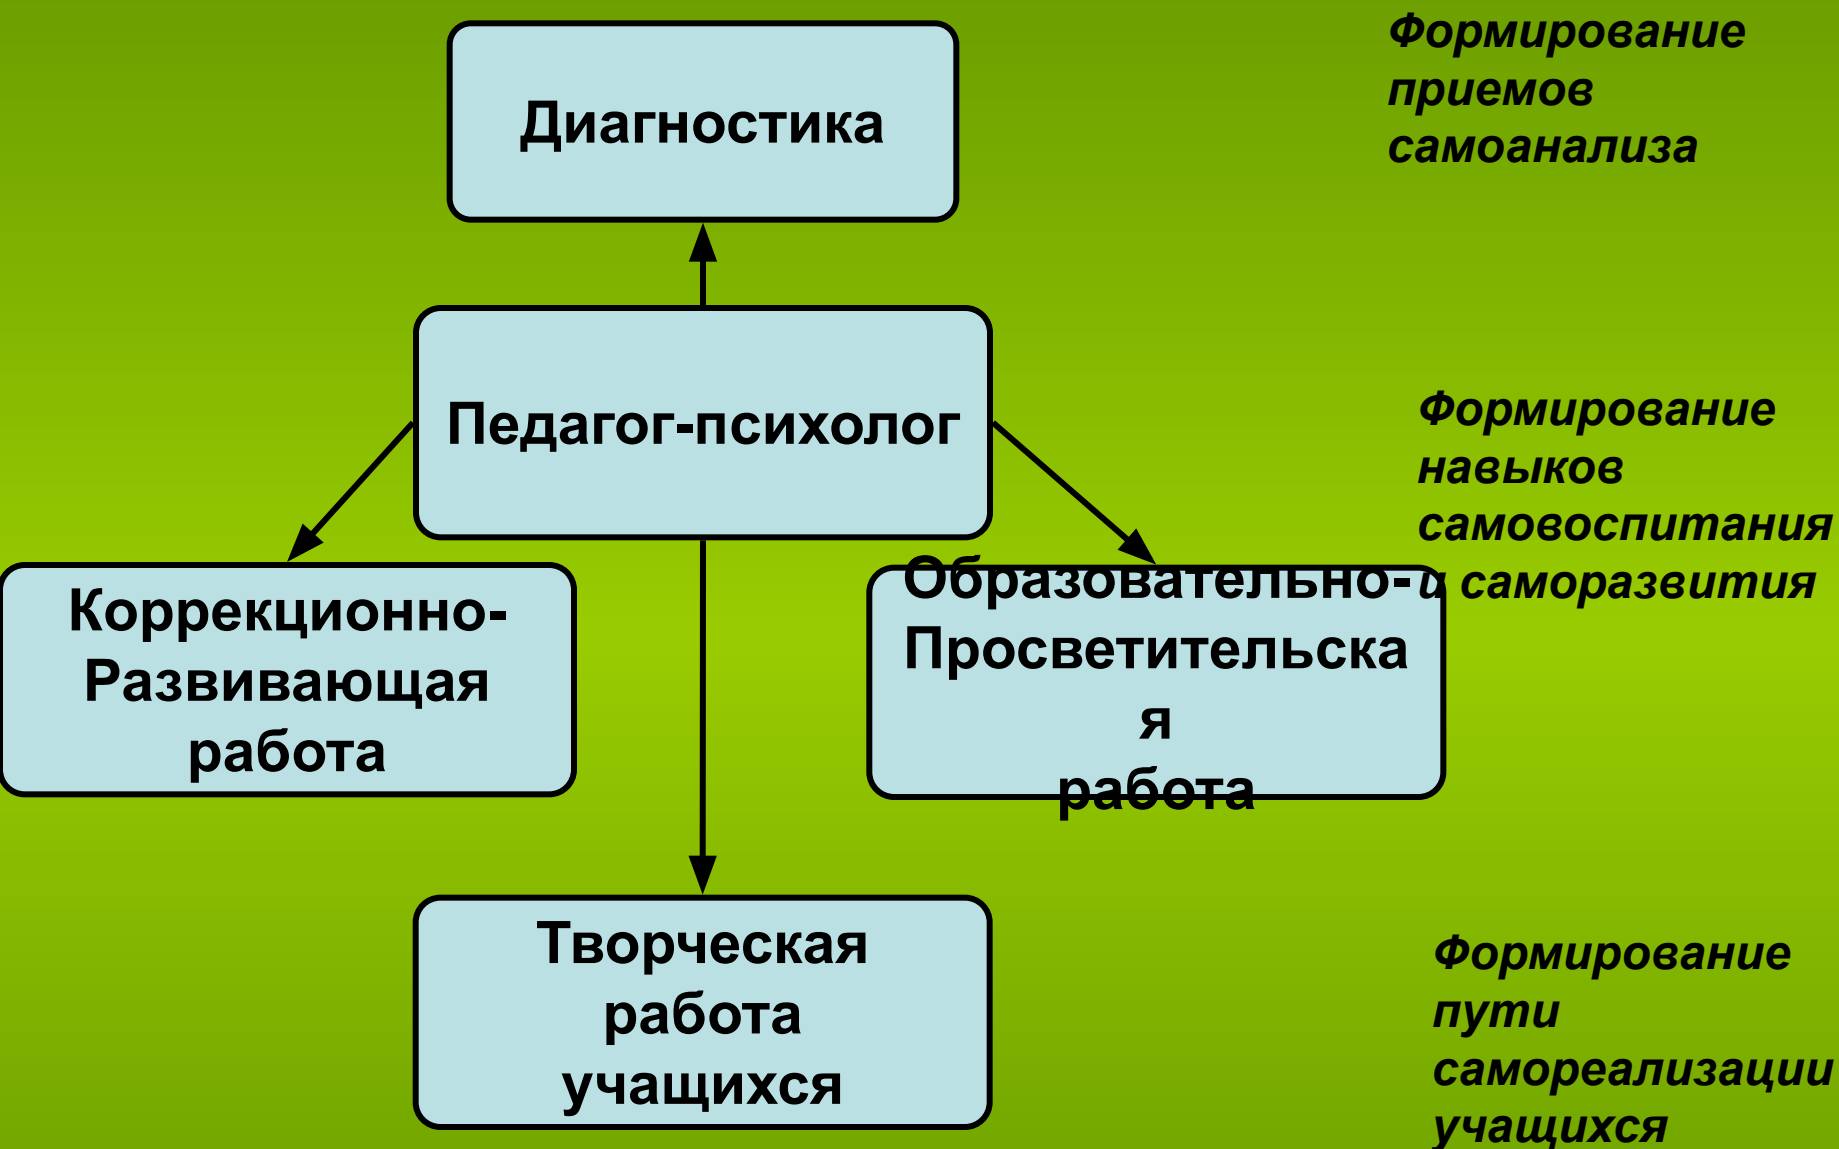 Диагностика
Формирование
приемов
самоанализа
Педагог-психолог
Формирование
навыков
самовоспитания
и саморазвития
Коррекционно-
Развивающая
работа
Образовательно-
Просветительска
я
работа
Творческая
работа
учащихся
Формирование
пути
самореализации
учащихся